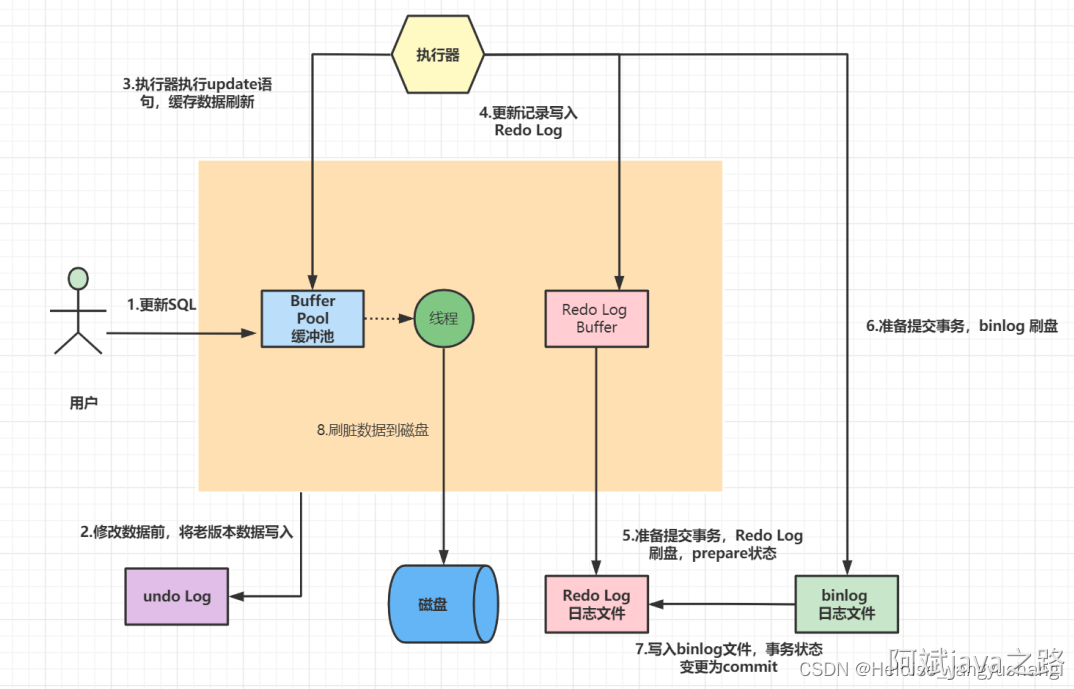 执行器
3.执行器执行update语
句，缓存数据刷新
4.更新记录写入
Redo Log
1.更新SQL
用户
Buffer
Pool
缓冲池
线程
Redo Log
Buffer
6.准备提交事务，binlog 刷盘
8.刷脏数据到磁盘
2.修改数据前，将老版本数据写入
undo Log
磁盘
5.准备提交事务，Redo Log
刷盘，prepare状态
Redo Log
日志文件
binlog
日志文件
7.写入binlog文件，事务状态
变更为commit
阿斌java之路
CSDN @Heloise_wangyuchang